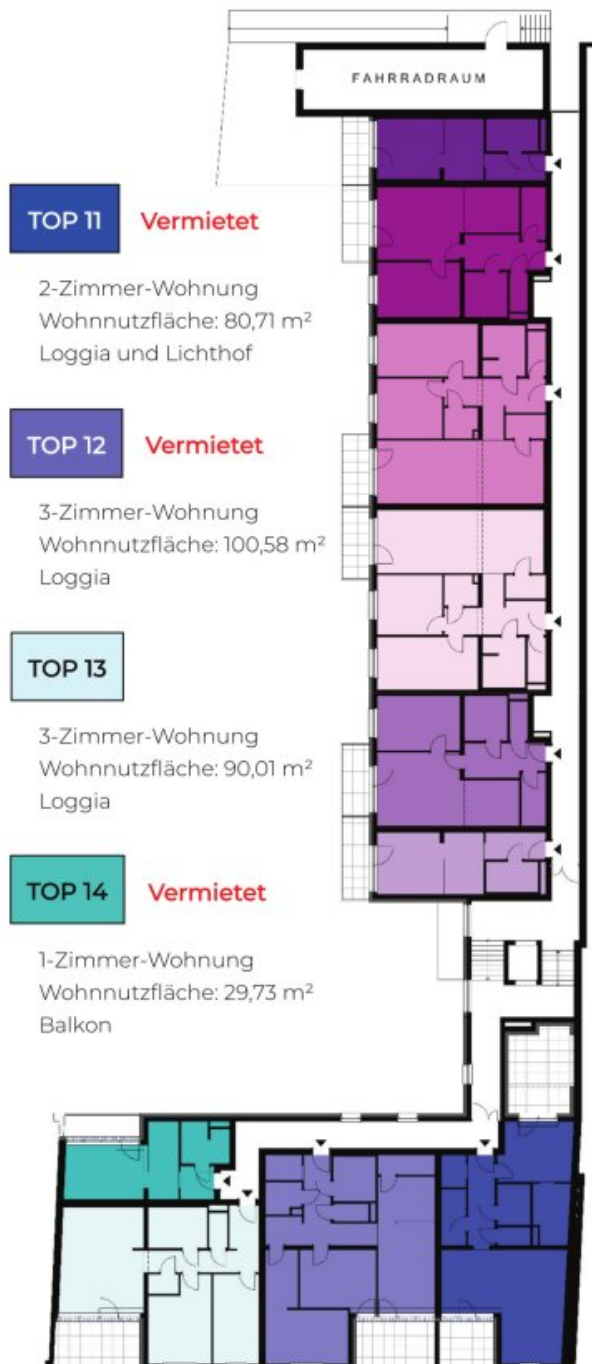 FAHRRADRAUM
TOP 11 Vermietet
2-Zimmer-Wohnung
Wohnnutzfläche: 80,71 m²
Loggia und Lichthof
TOP 12 Vermietet
3-Zimmer-Wohnung
Wohnnutzfläche: 100,58 m²
Loggia
TOP 13
3-Zimmer-Wohnung
Wohnnutzfläche: 90,01 m²
Loggia
TOP 14 Vermietet
1-Zimmer-Wohnung
Wohnnutzfläche: 29,73 m²
Balkon